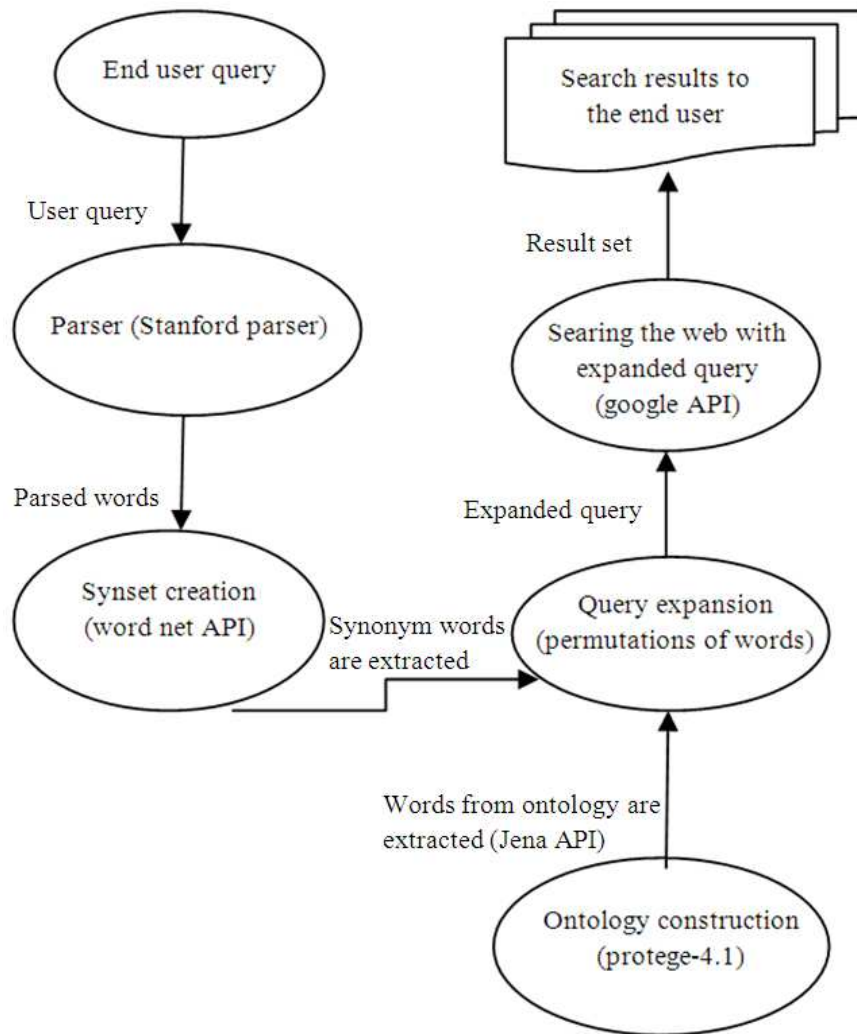 End user query
User query
Parser (Stanford parser)
Parsed words
Synset creation
(word net API)
Synonym words
are extracted
Search results to
the end user
Result set
Searing the web with
expanded query
(google API)
Expanded query
Query expansion
(permutations of words)
Words from ontology are
extracted (Jena API)
Ontology construction
(protege-4.1)